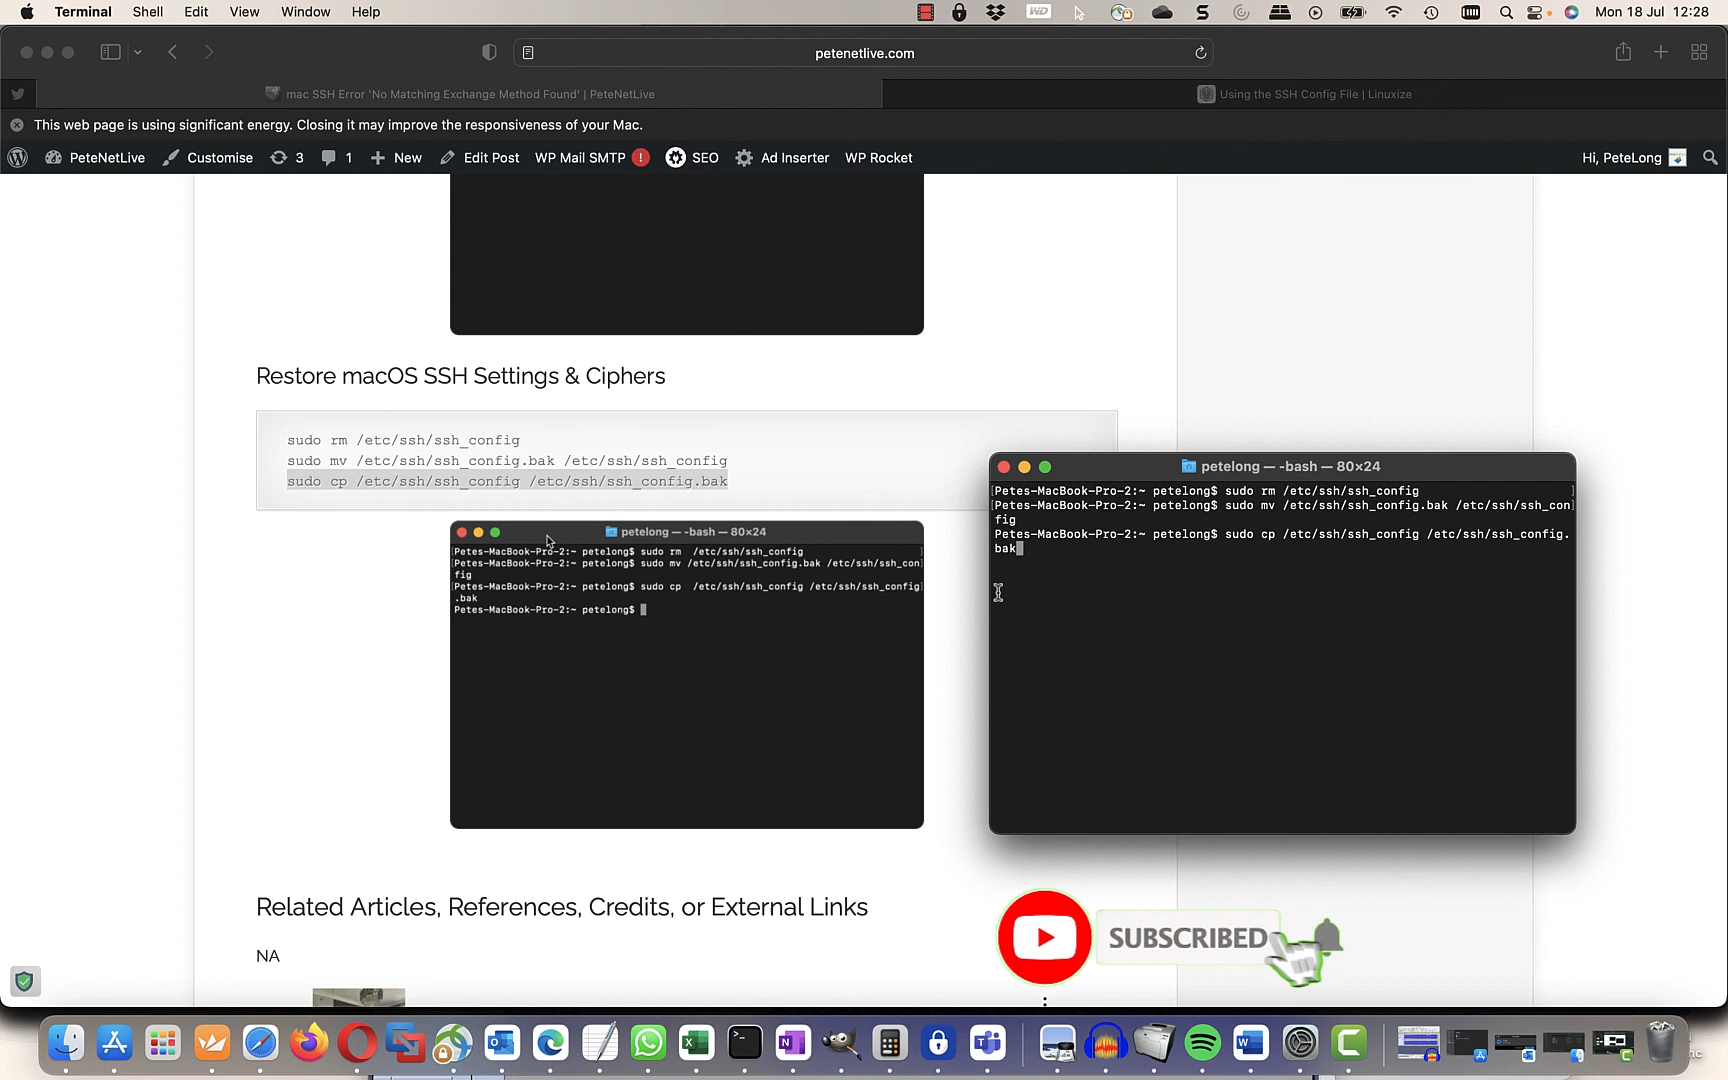 Terminal Shell Edit View Window Help
WD
Mon 18 Jul 12:28
petenetlive.com
mac SSH Error 'No Matching Exchange Method Found' | PeteNetLive
Using the SSH Config File | Linuxize
This web page is using significant energy. Closing it may improve the responsiveness of your Mac.
PeteNetLive Customise 3 1 New Edit Post WP Mail SMTP ! SEO Ad Inserter WP Rocket Hi, PeteLong
Restore macOS SSH Settings & Ciphers
sudo rm /etc/ssh/ssh_config
sudo mv /etc/ssh/ssh_config.bak /etc/ssh/ssh_config
sudo cp /etc/ssh/ssh_config /etc/ssh/ssh_config.bak
petelong — -bash — 80×24
[Petes-MacBook-Pro-2:~ petelong$ sudo rm  /etc/ssh/ssh_config ]
[Petes-MacBook-Pro-2:~ petelong$ sudo mv /etc/ssh/ssh_config.bak /etc/ssh/ssh_con]
fig
[Petes-MacBook-Pro-2:~ petelong$ sudo cp  /etc/ssh/ssh_config /etc/ssh/ssh_config]
.bak
Petes-MacBook-Pro-2:~ petelong$
petelong — -bash — 80×24
[Petes-MacBook-Pro-2:~ petelong$ sudo rm /etc/ssh/ssh_config ]
[Petes-MacBook-Pro-2:~ petelong$ sudo mv /etc/ssh/ssh_config.bak /etc/ssh/ssh_con]
fig
Petes-MacBook-Pro-2:~ petelong$ sudo cp /etc/ssh/ssh_config /etc/ssh/ssh_config.
bak
Related Articles, References, Credits, or External Links
NA
SUBSCRIBED